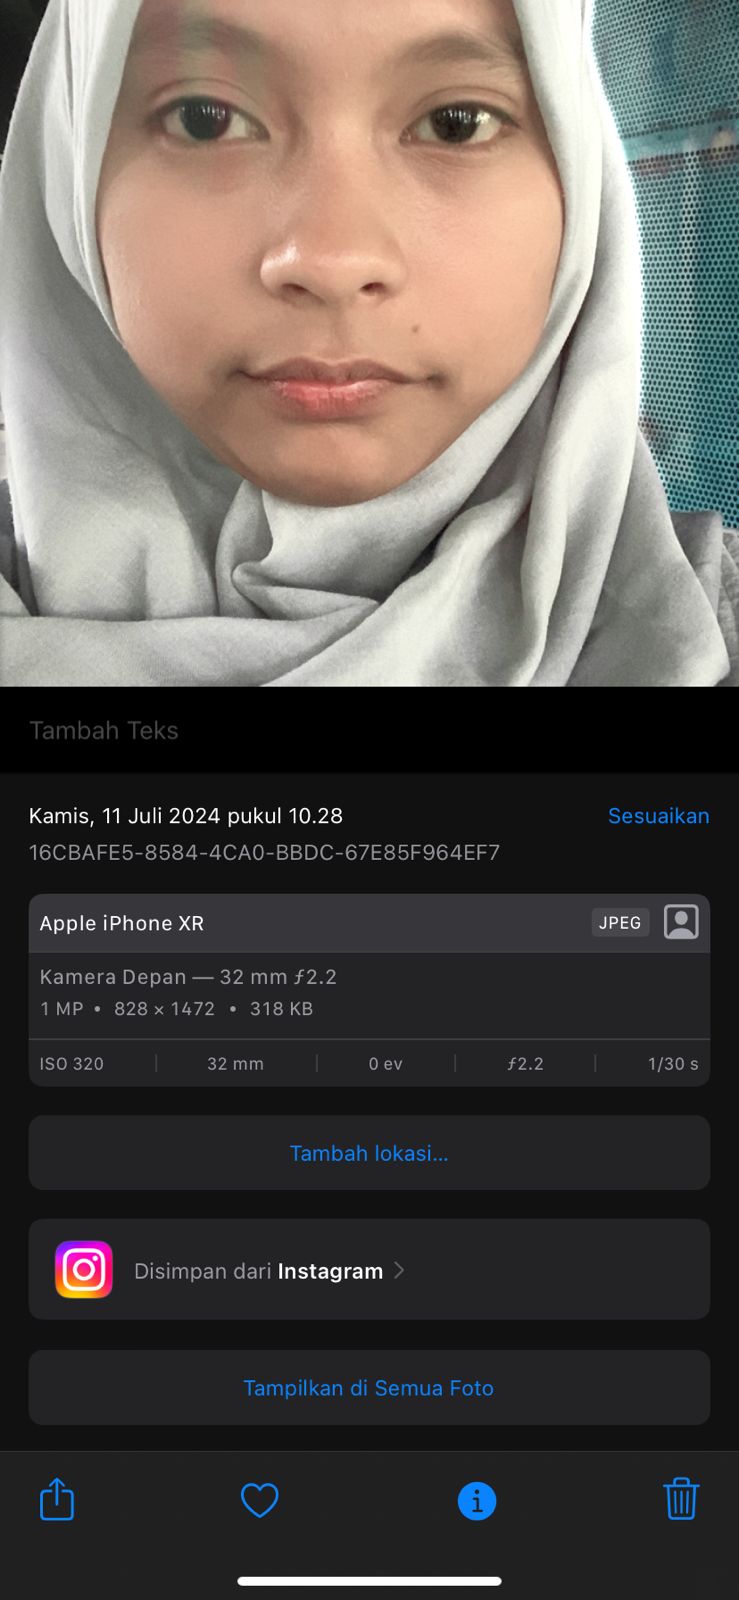 Tambah Teks
Kamis, 11 Juli 2024 pukul 10.28
Sesuaikan
16CBAFE5-8584-4CA0-BBDC-67E85F964EF7
Apple iPhone XR
JPEG
Kamera Depan — 32 mm ƒ2.2
1 MP • 828 × 1472 • 318 KB
ISO 320 32 mm 0 ev ƒ2.2 1/30 s
Tambah lokasi...
Disimpan dari Instagram
Tampilkan di Semua Foto